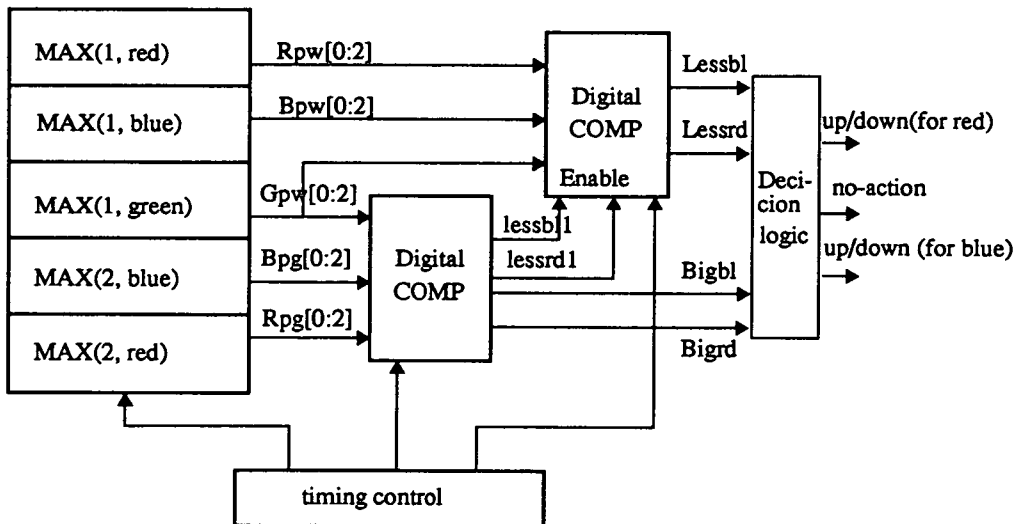 MAX(1, red)
MAX(1, blue)
MAX(1, green)
MAX(2, blue)
MAX(2, red)
Rpw[0:2]
Bpw[0:2]
Gpw[0:2]
Bpg[0:2]
Rpg[0:2]
Digital
COMP
Enable
Digital
COMP
lessbl1
lessrd1
Lessbl
Lessrd
Bigbl
Bigrd
Deci-
cion
logic
up/down(for red)
no-action
up/down (for blue)
timing control